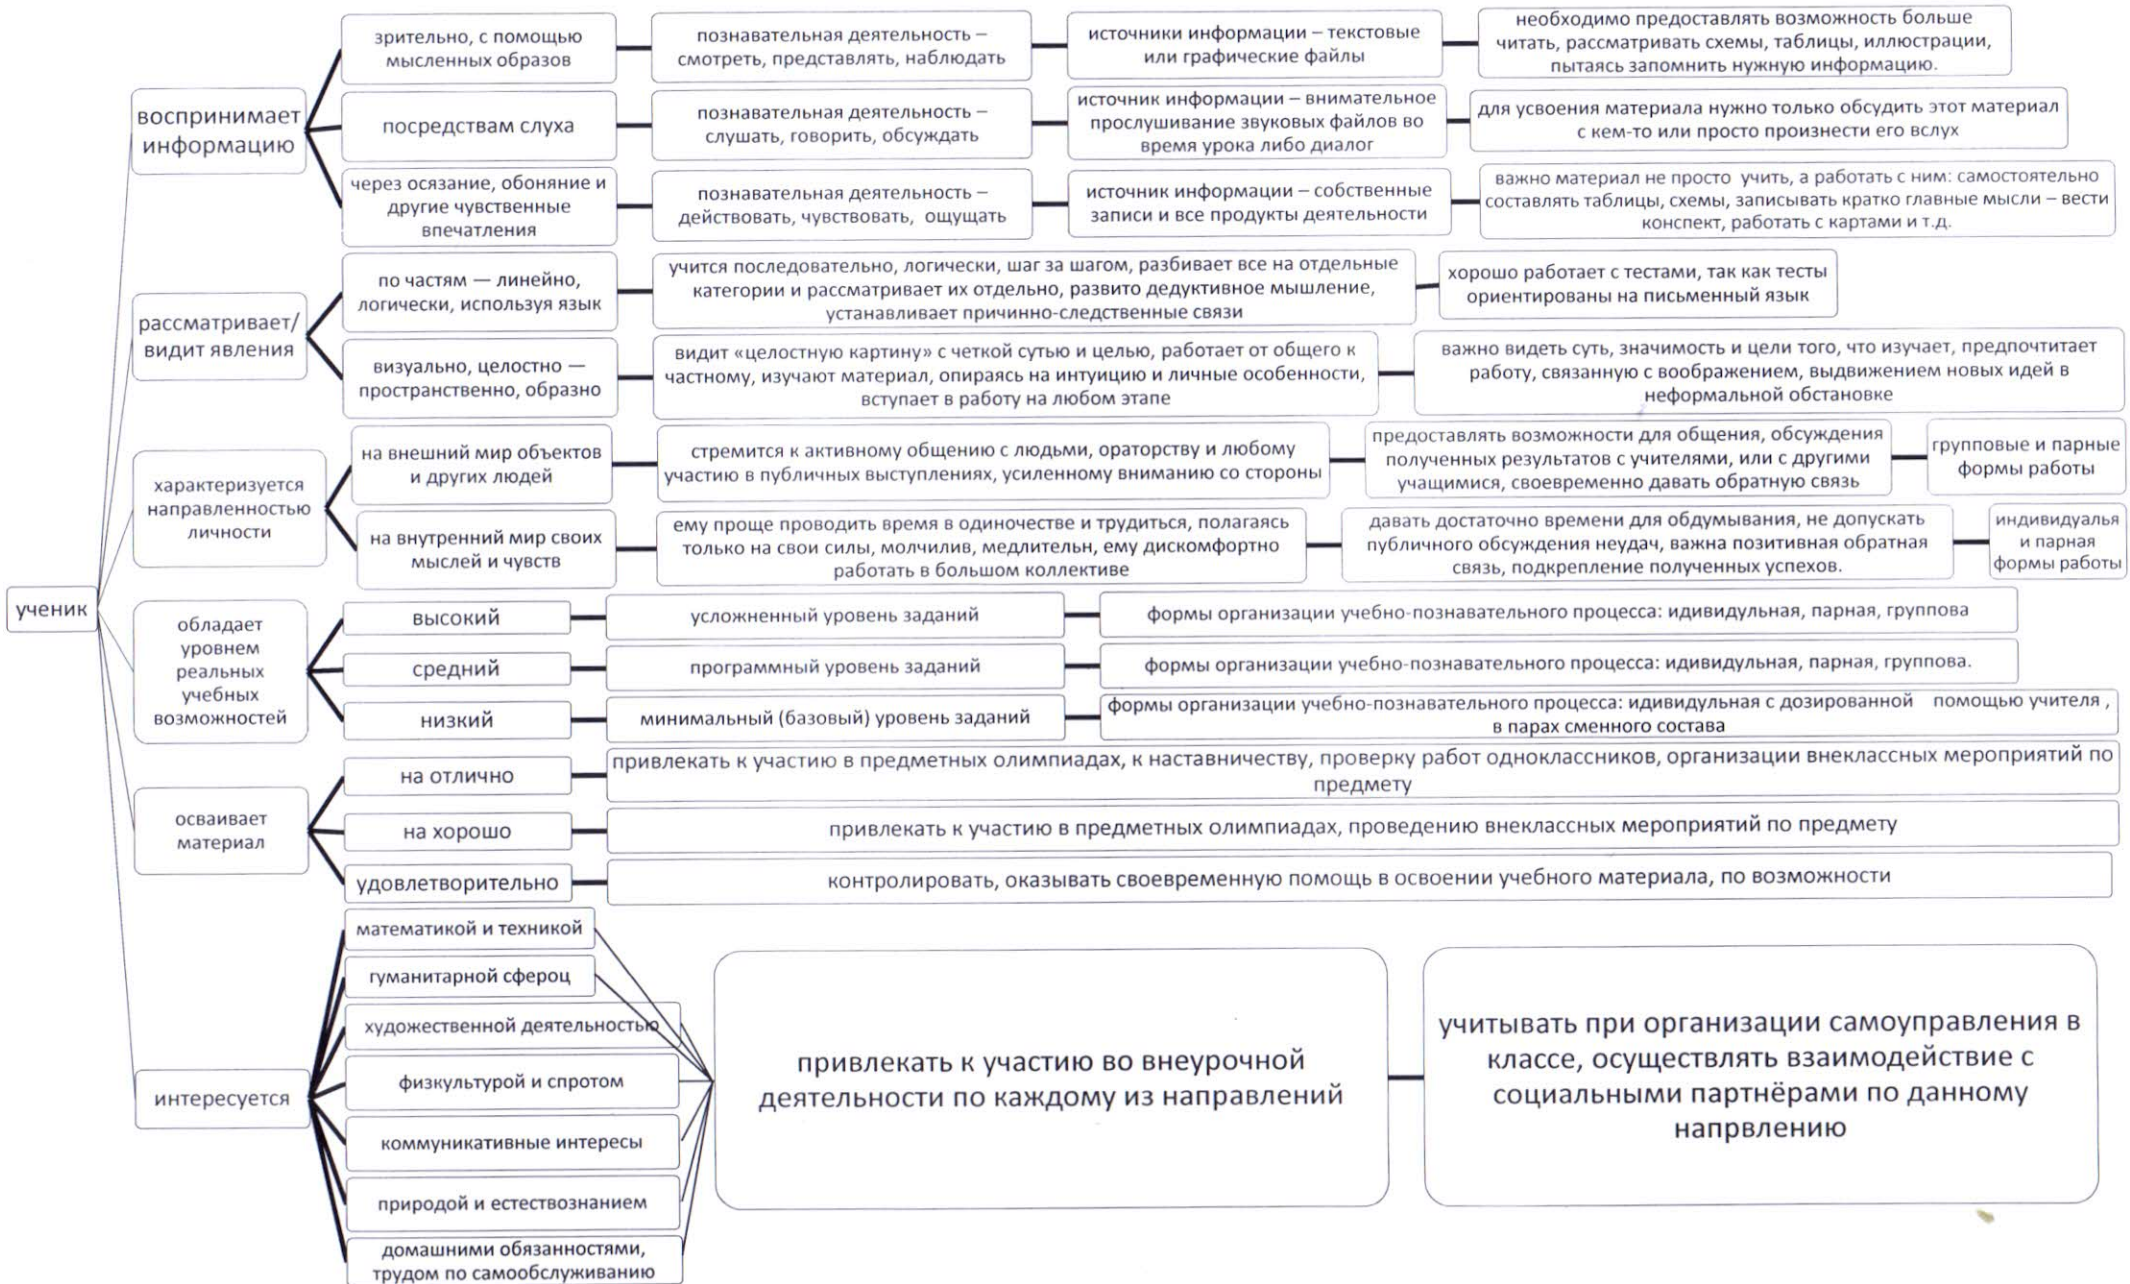 ученик
воспринимает
информацию
зрительно, с помощью
мысленных образов
познавательная деятельность –
смотреть, представлять, наблюдать
источники информации – текстовые
или графические файлы
необходимо предоставлять возможность больше
читать, рассматривать схемы, таблицы, иллюстрации,
пытаясь запомнить нужную информацию.
посредствам слуха
познавательная деятельность –
слушать, говорить, обсуждать
источник информации – внимательное
прослушивание звуковых файлов во
время урока либо диалог
для усвоения материала нужно только обсудить этот материал
с кем-то или просто произнести его вслух
через осязание, обоняние и
другие чувственные
впечатления
познавательная деятельность –
действовать, чувствовать, ощущать
источник информации – собственные
записи и все продукты деятельности
важно материал не просто учить, а работать с ним: самостоятельно
составлять таблицы, схемы, записывать кратко главные мысли – вести
конспект, работать с картами и т.д.
рассматривает/
видит явления
по частям — линейно,
логически, используя язык
учится последовательно, логически, шаг за шагом, разбивает все на отдельные
категории и рассматривает их отдельно, развито дедуктивное мышление,
устанавливает причинно-следственные связи
хорошо работает с тестами, так как тесты
ориентированы на письменный язык
визуально, целостно —
пространственно, образно
видит «целостную картину» с четкой сутью и целью, работает от общего к
частному, изучают материал, опираясь на интуицию и личные особенности,
вступает в работу на любом этапе
важно видеть суть, значимость и цели того, что изучает, предпочтитает
работу, связанную с воображением, выдвижением новых идей в
неформальной обстановке
характеризуется
направленностью
личности
на внешний мир объектов
и других людей
стремится к активному общению с людьми, ораторству и любому
участию в публичных выступлениях, усиленному вниманию со стороны
предоставлять возможности для общения, обсуждения
полученных результатов с учителями, или с другими
учащимися, своевременно давать обратную связь
групповые и парные
формы работы
на внутренний мир своих
мыслей и чувств
ему проще проводить время в одиночестве и трудиться, полагаясь
только на свои силы, молчилив, медлительн, ему дискомфортно
работать в большом коллективе
давать достаточно времени для обдумывания, не допускать
публичного обсуждения неудач, важна позитивная обратная
связь, подкрепление полученных успехов.
индивидуалья
и парная
формы работы
обладает
уровнем
реальных
учебных
возможностей
высокий
усложненный уровень заданий
формы организации учебно-познавательного процесса: идивидульная, парная, группова
средний
программный уровень заданий
формы организации учебно-познавательного процесса: идивидульная, парная, группова.
низкий
минимальный (базовый) уровень заданий
формы организации учебно-познавательного процесса: идивидульная с дозированной помощью учителя ,
в парах сменного состава
осваивает
материал
на отлично
привлекать к участию в предметных олимпиадах, к наставничеству, проверку работ одноклассников, организации внеклассных мероприятий по
предмету
на хорошо
привлекать к участию в предметных олимпиадах, проведению внеклассных мероприятий по предмету
удовлетворительно
контролировать, оказывать своевременную помощь в освоении учебного материала, по возможности
интересуется
математикой и техникой
гуманитарной сфероц
художественной деятельностью
физкультурой и спротом
коммуникативные интересы
природой и естествознанием
домашними обязанностями,
трудом по самообслуживанию
привлекать к участию во внеурочной
деятельности по каждому из направлений
учитывать при организации самоуправления в
классе, осуществлять взаимодействие с
социальными партнёрами по данному
напрвлению